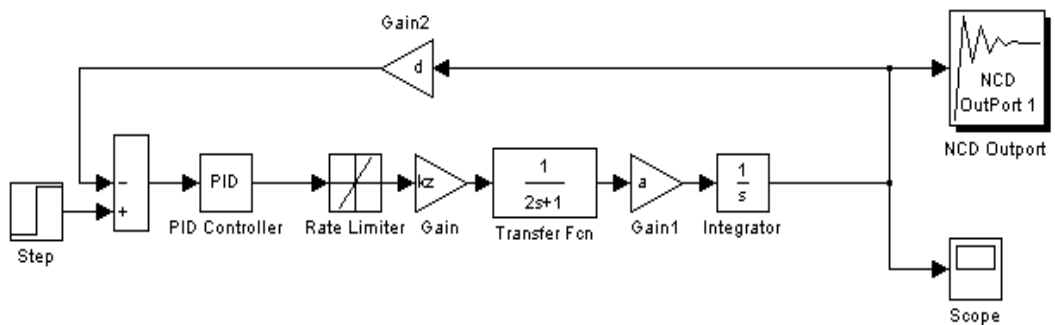 Gain2
d
NCD
OutPort 1
NCD Outport
Step
−
+
PID
PID Controller
Rate Limiter
kz
Gain
1
2s+1
Transfer Fcn
a
Gain1
1
s
Integrator
Scope